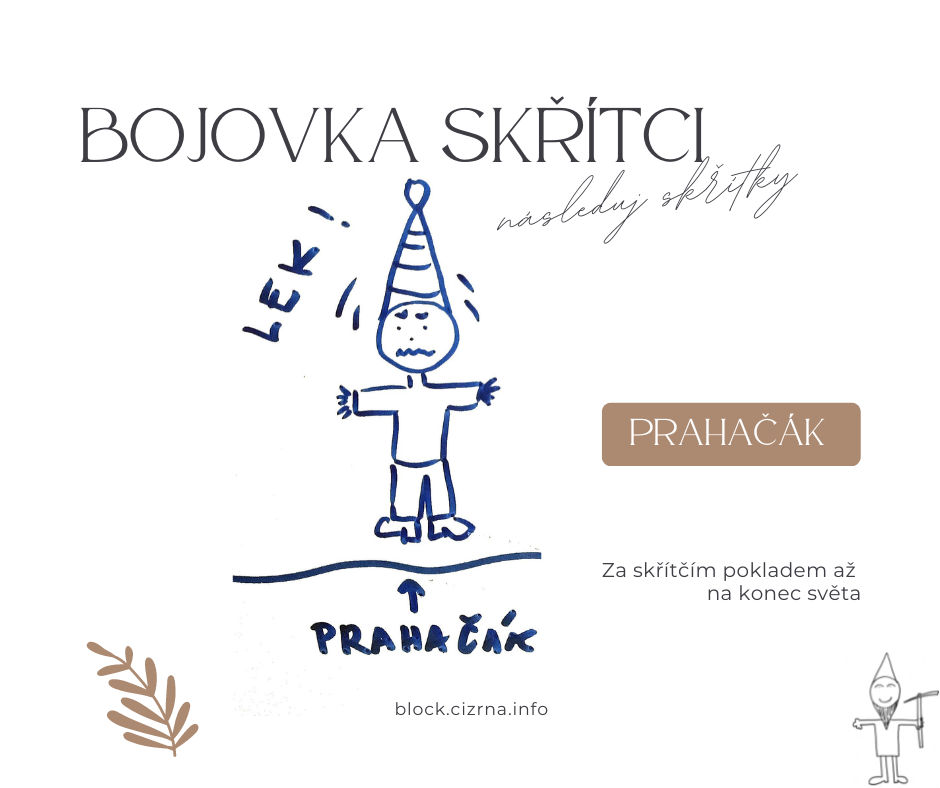 BOJOVKA SKŘÍTCI
následuj skřítky
LEK!
PRAHAČÁK
Za skřítčím pokladem až
na konec světa
PRAHAČÁK
block.cizrna.info